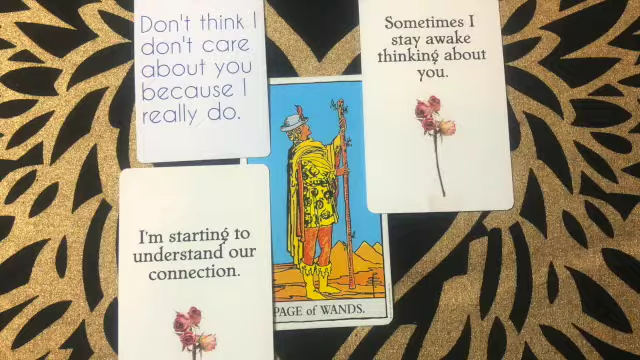 Don't think I
don't care
about you
because I
really do.
Sometimes I
stay awake
thinking about
you.
I'm starting to
understand our
connection.
PAGE of WANDS.